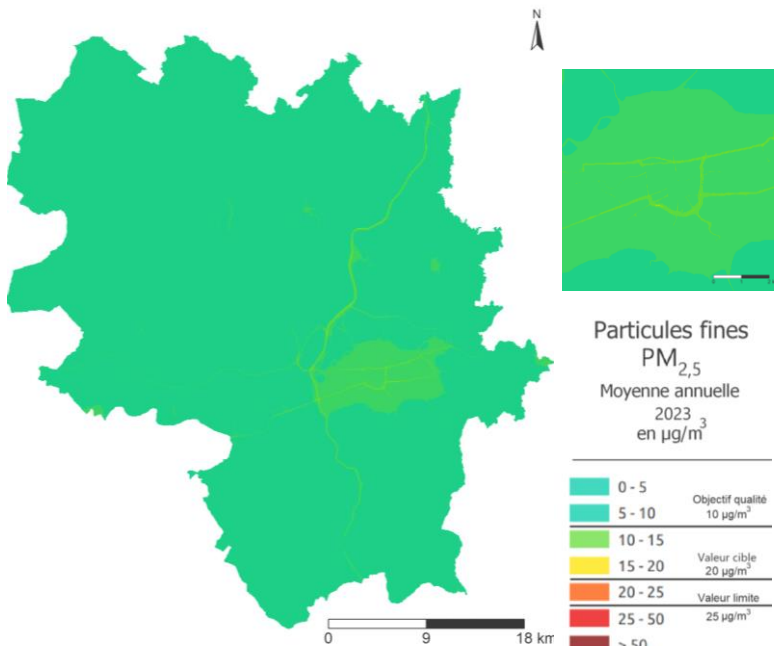 N
Particules fines
PM2,5
Moyenne annuelle
2023
en µg/m3
0 - 5
Objectif qualité
5 - 10
10 µg/m3
10 - 15
Valeur cible
15 - 20
20 µg/m3
20 - 25
Valeur limite
25 - 50
25 µg/m3
> 50
0 9 18 km